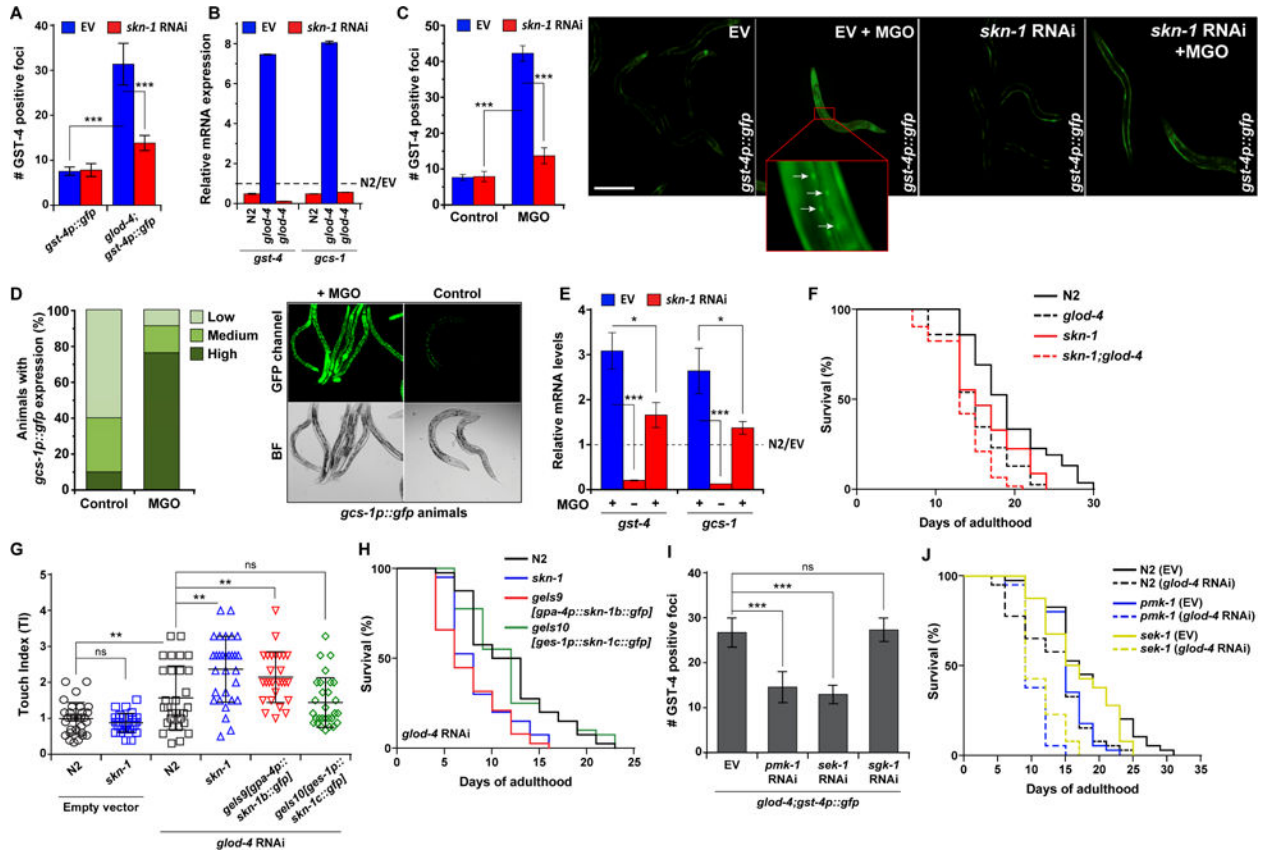 A
EV
skn-1 RNAi
# GST-4 positive foci
40
30
20
10
0
***
***
gst-4p::gfp
glod-4;
gst-4p::gfp
B
EV
skn-1 RNAi
Relative mRNA expression
8
6
4
2
1
0
N2/EV
N2
glod-4
glod-4
N2
glod-4
glod-4
gst-4
gcs-1
C
EV
skn-1 RNAi
# GST-4 positive foci
50
40
30
20
10
0
***
***
Control
MGO
EV
gst-4p::gfp
EV + MGO
gst-4p::gfp
skn-1 RNAi
gst-4p::gfp
skn-1 RNAi
+MGO
gst-4p::gfp
D
Animals with
gcs-1p::gfp expression (%)
100
80
60
40
20
0
Control
MGO
Low
Medium
High
+ MGO
Control
GFP channel
BF
gcs-1p::gfp animals
E
EV
skn-1 RNAi
Relative mRNA levels
4
3
2
1
0
*
***
*
***
N2/EV
MGO
+
−
+
+
−
+
gst-4
gcs-1
F
Survival (%)
100
50
0
0
10
20
30
Days of adulthood
N2
glod-4
skn-1
skn-1;glod-4
G
Touch Index (TI)
5
4
3
2
1
0
ns
**
**
**
ns
N2
skn-1
N2
skn-1
gels9[gpa-4p::
skn-1b::gfp]
gels10[ges-1p::
skn-1c::gfp]
Empty vector
glod-4 RNAi
H
N2
skn-1
gels9
[gpa-4p::skn-1b::gfp]
gels10
[ges-1p::skn-1c::gfp]
Survival (%)
100
50
0
glod-4 RNAi
0
5
10
15
20
25
Days of adulthood
I
# GST-4 positive foci
40
30
20
10
0
ns
***
***
EV
pmk-1
RNAi
sek-1
RNAi
sgk-1
RNAi
glod-4;gst-4p::gfp
J
Survival (%)
100
50
0
0
5
10
15
20
25
30
35
Days of adulthood
N2 (EV)
N2 (glod-4 RNAi)
pmk-1 (EV)
pmk-1 (glod-4 RNAi)
sek-1 (EV)
sek-1 (glod-4 RNAi)